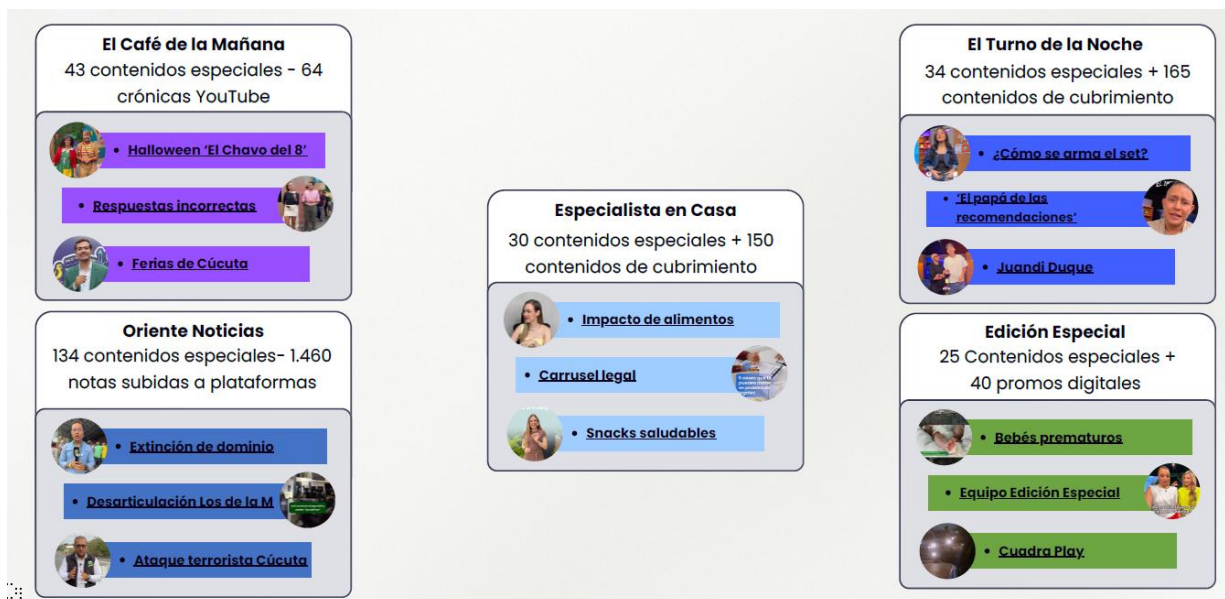 El Café de la Mañana
43 contenidos especiales - 64
crónicas YouTube
• Halloween ‘El Chavo del 8’
• Respuestas incorrectas
• Ferias de Cúcuta
Oriente Noticias
134 contenidos especiales- 1.460
notas subidas a plataformas
• Extinción de dominio
• Desarticulación Los de la M
• Ataque terrorista Cúcuta
Especialista en Casa
30 contenidos especiales + 150
contenidos de cubrimiento
• Impacto de alimentos
• Carrusel legal
• Snacks saludables
El Turno de la Noche
34 contenidos especiales + 165
contenidos de cubrimiento
• ¿Cómo se arma el set?
• ‘El papá de las
recomendaciones’
• Juandi Duque
Edición Especial
25 Contenidos especiales +
40 promos digitales
• Bebés prematuros
• Equipo Edición Especial
• Cuadra Play